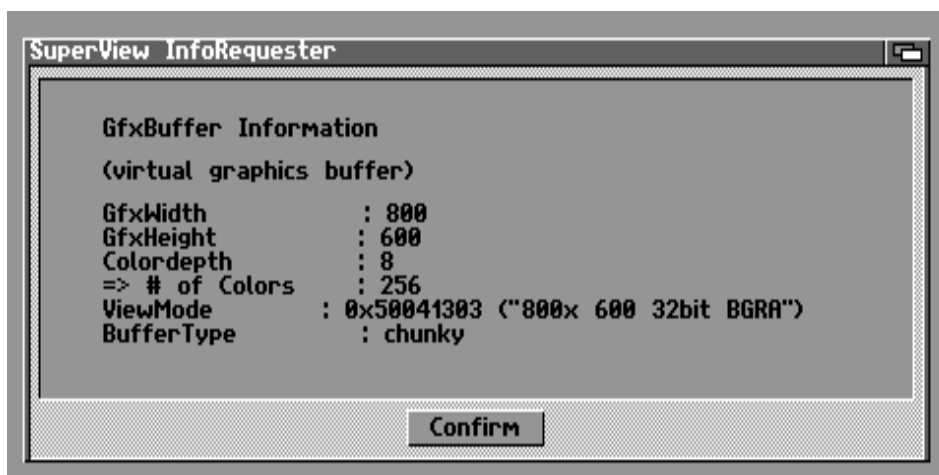 SuperView InfoRequester
GfxBuffer Information
(virtual graphics buffer)
GfxWidth : 800
GfxHeight : 600
Colordepth : 8
=> # of Colors : 256
ViewMode : 0x50041303 ("800x 600 32bit BGRA")
BufferType : chunky
Confirm